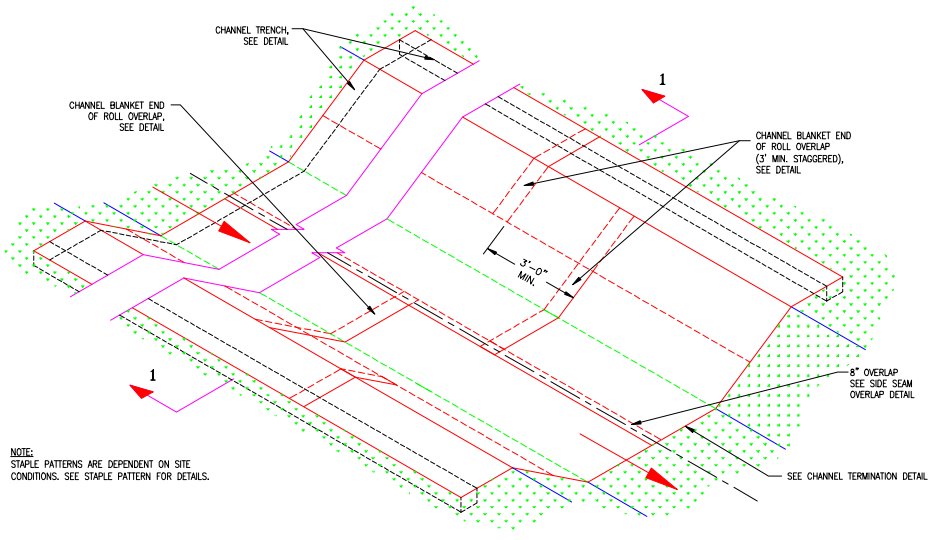 CHANNEL TRENCH,
SEE DETAIL
1
CHANNEL BLANKET END
OF ROLL OVERLAP,
SEE DETAIL
CHANNEL BLANKET END
OF ROLL OVERLAP
(3' MIN. STAGGERED),
SEE DETAIL
3'-0"
MIN.
1
8" OVERLAP
SEE SIDE SEAM
OVERLAP DETAIL
NOTE:
STAPLE PATTERNS ARE DEPENDENT ON SITE
CONDITIONS. SEE STAPLE PATTERN FOR DETAILS.
SEE CHANNEL TERMINATION DETAIL